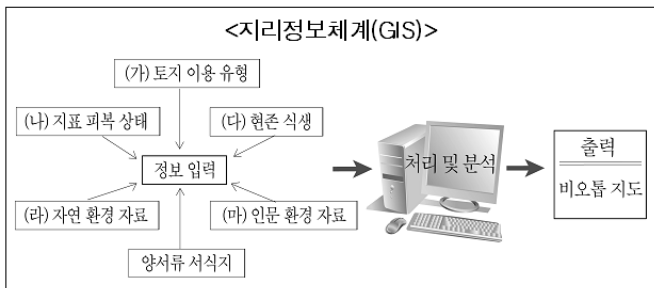 <지리정보체계(GIS)>
(가) 토지 이용 유형
(나) 지표 피복 상태
(다) 현존 식생
정보 입력
(라) 자연 환경 자료
(마) 인문 환경 자료
양서류 서식지
처리 및 분석
출력
비오톱 지도